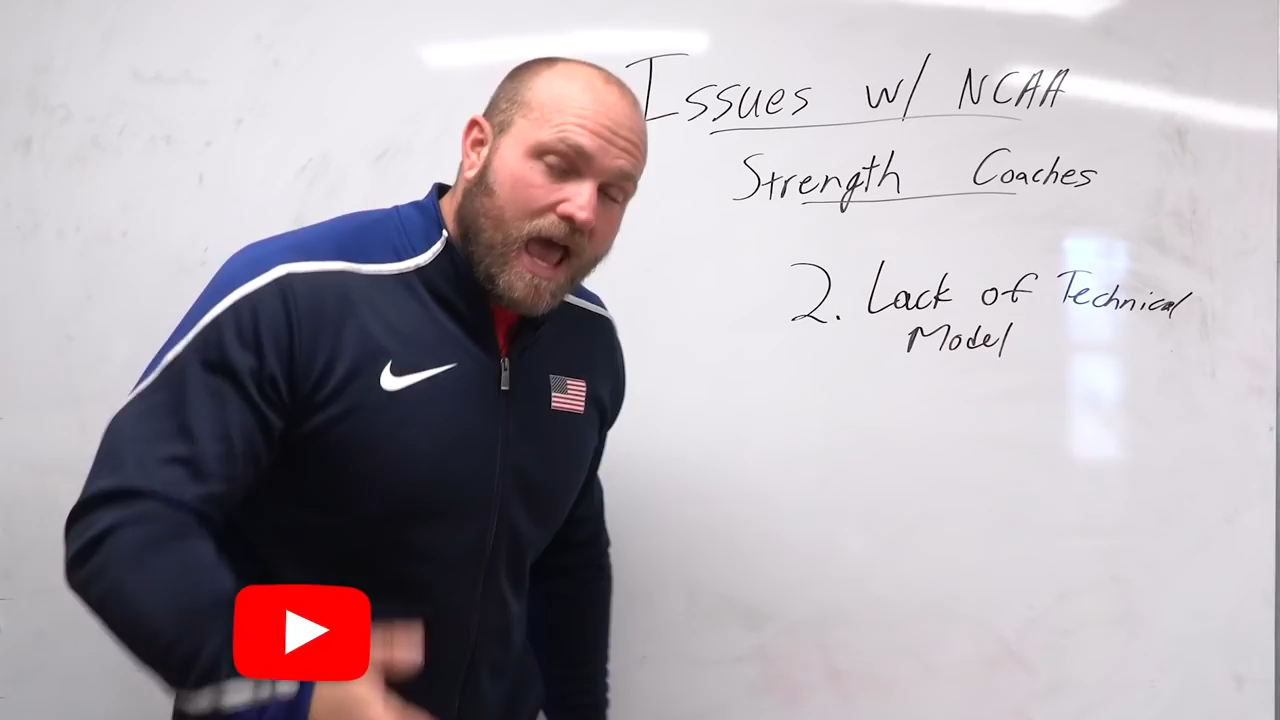 Issues w/ NCAA
Strength Coaches
2. Lack of Technical
Model